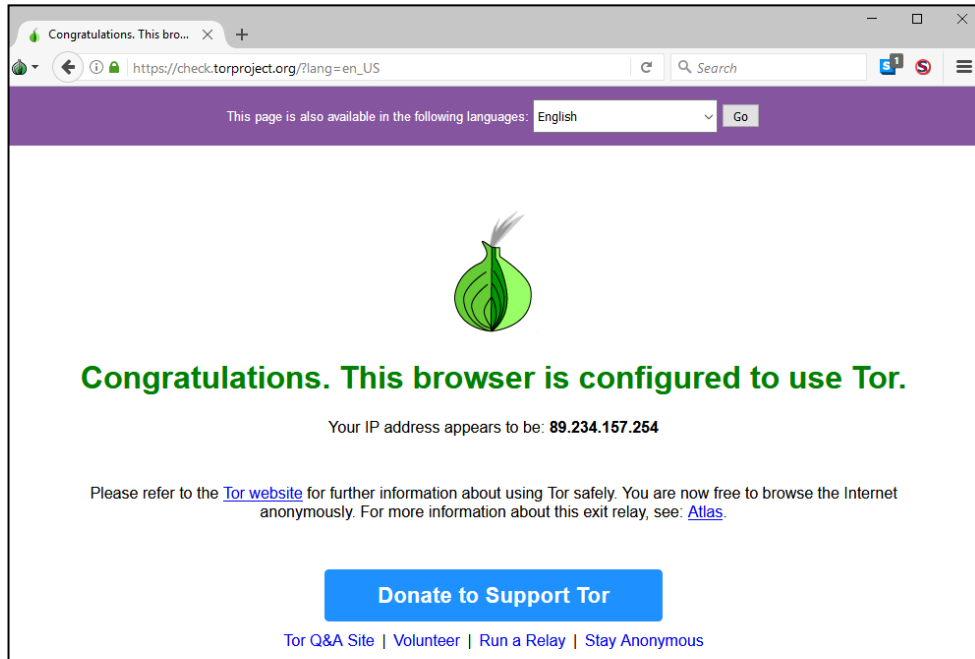 Congratulations. This bro...
https://check.torproject.org/?lang=en_US
Search
S 1
S
This page is also available in the following languages: English Go
Congratulations. This browser is configured to use Tor.
Your IP address appears to be: 89.234.157.254
Please refer to the Tor website for further information about using Tor safely. You are now free to browse the Internet
anonymously. For more information about this exit relay, see: Atlas.
Donate to Support Tor
Tor Q&A Site | Volunteer | Run a Relay | Stay Anonymous